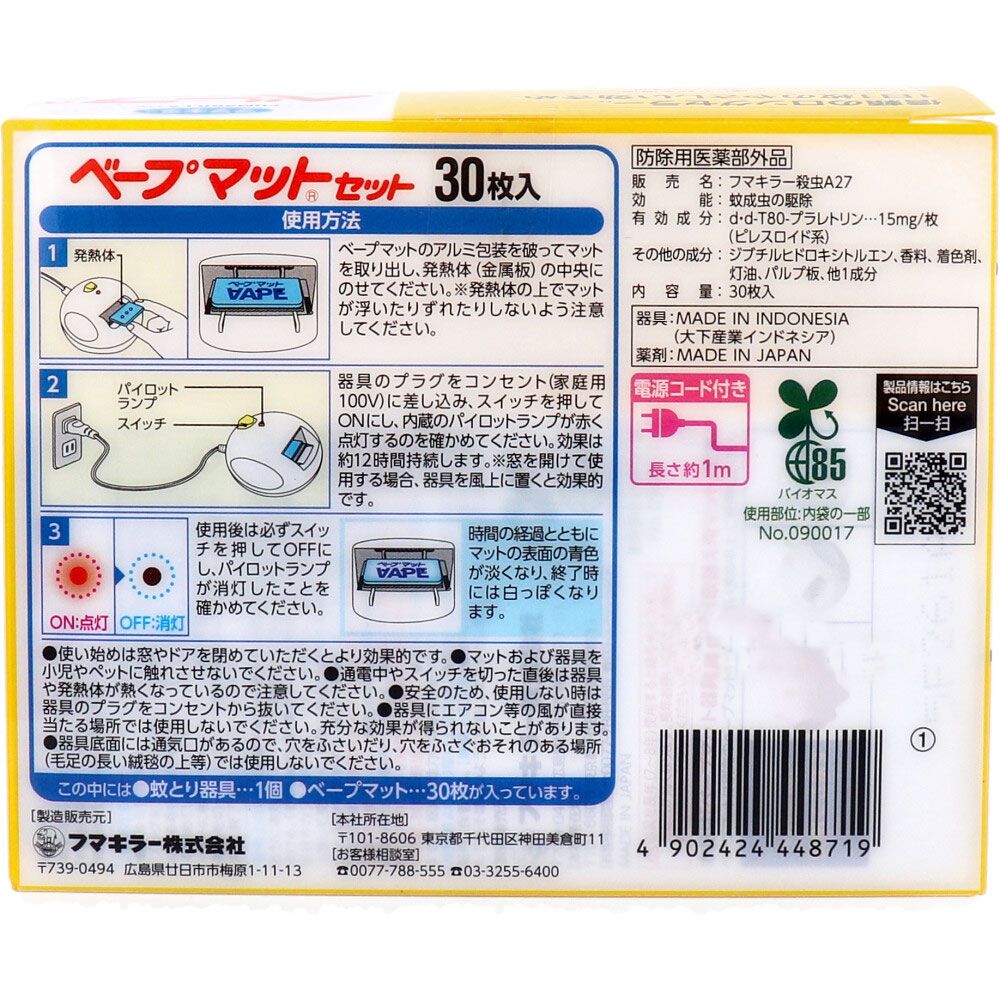 ベープマット®セット 30枚入
使用方法
1
発熱体
ベープマット
VAPE
ベープマットのアルミ包装を破ってマット
を取り出し、発熱体(金属板)の中央に
のせてください。※発熱体の上でマット
が浮いたりずれたりしないよう注意
してください。
2
パイロット
ランプ
スイッチ
器具のプラグをコンセント(家庭用
100V)に差し込み、スイッチを押して
ONにし、内蔵のパイロットランプが赤く
点灯するのを確かめてください。効果は
約12時間持続します。※窓を開けて使
用する場合、器具を風上に置くと効果的
です。
3
ON:点灯
OFF:消灯
使用後は必ずスイッ
チを押してOFFに
し、パイロットランプ
が消灯したことを
確かめてください。
ベープマット
VAPE
時間の経過とともに
マットの表面の青色
が淡くなり、終了時
には白っぽくなり
ます。
●使い始めは窓やドアを閉めていただくとより効果的です。●マットおよび器具を
小児やペットに触れさせないでください。●通電中やスイッチを切った直後は器具
や発熱体が熱くなっているので注意してください。●安全のため、使用しない時は
器具のプラグをコンセントから抜いてください。●器具にエアコン等の風が直接
当たる場所では使用しないでください。充分な効果が得られないことがあります。
●器具底面には通気口があるので、穴をふさいだり、穴をふさぐおそれのある場所
(毛足の長い絨毯の上等)では使用しないでください。
この中には●蚊とり器具…1個 ●ベープマット…30枚が入っています。
[製造販売元]
フマキラー株式会社
〒739-0494 広島県廿日市市梅原1-11-13
[本社所在地]
〒101-8606 東京都千代田区神田美倉町11
[お客様相談室]
☎0077-788-555 ☎03-3255-6400
防除用医薬部外品
販売名:フマキラー殺虫A27
効能:蚊成虫の駆除
有効成分:d・d-T80-プラレトリン…15mg/枚
(ピレスロイド系)
その他の成分:ジブチルヒドロキシトルエン、香料、着色剤、
灯油、パルプ板、他1成分
内容量:30枚入
器具:MADE IN INDONESIA
(大下産業インドネシア)
薬剤:MADE IN JAPAN
電源コード付き
長さ約1m
85
バイオマス
使用部位:内袋の一部
No.090017
製品情報はこちら
Scan here
扫一扫
①
4 902424 448719